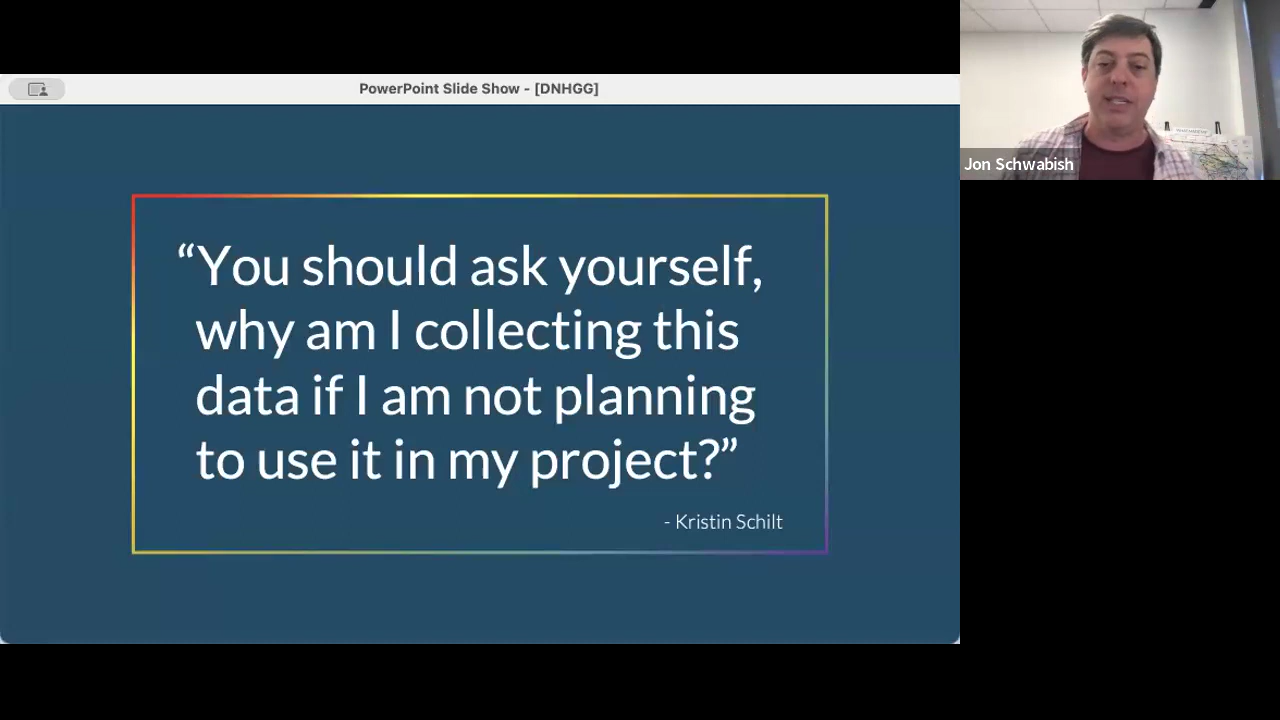 PowerPoint Slide Show - [DNHGG]
“You should ask yourself,
why am I collecting this
data if I am not planning
to use it in my project?”
- Kristin Schilt
Jon Schwabish